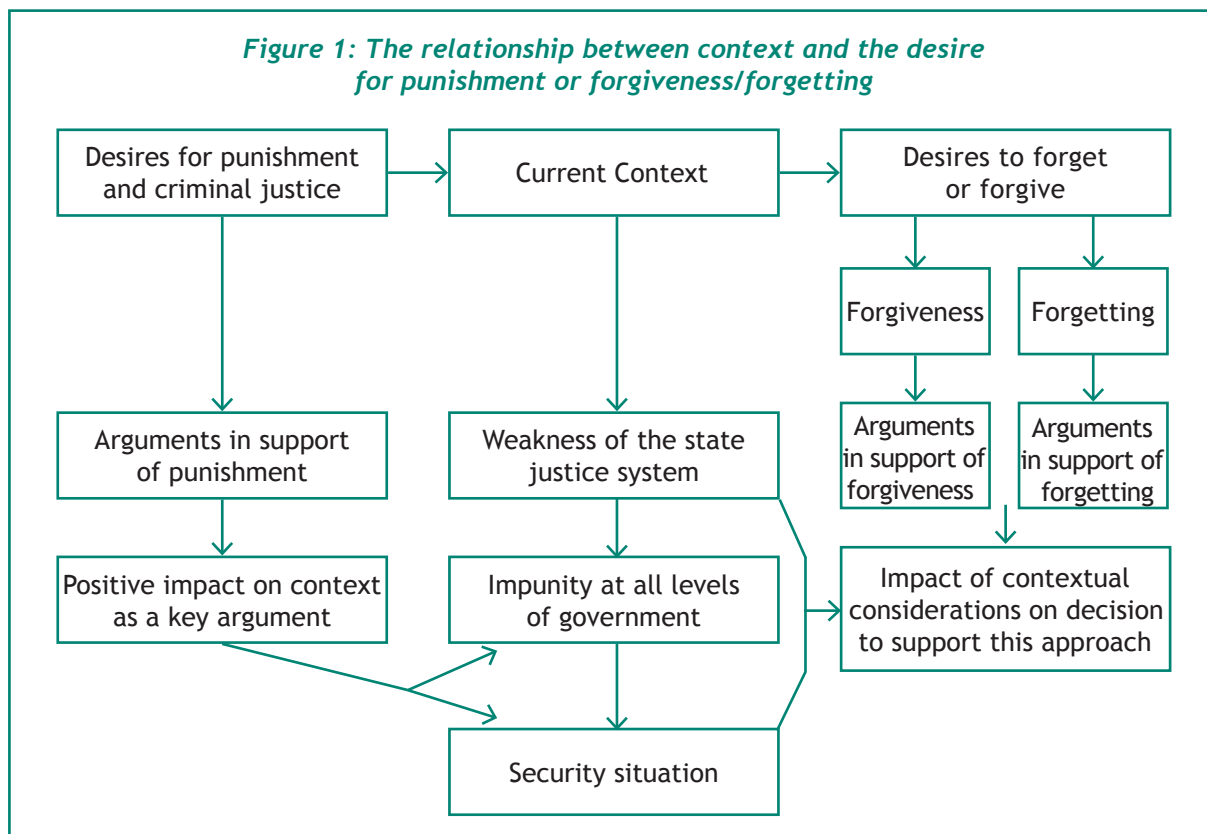 Figure 1: The relationship between context and the desire
for punishment or forgiveness/forgetting
Desires for punishment
and criminal justice
Current Context
Desires to forget
or forgive
Forgiveness
Forgetting
Arguments in support
of punishment
Weakness of the state
justice system
Arguments
in support of
forgiveness
Arguments
in support of
forgetting
Positive impact on context
as a key argument
Impunity at all levels
of government
Impact of contextual
considerations on decision
to support this approach
Security situation